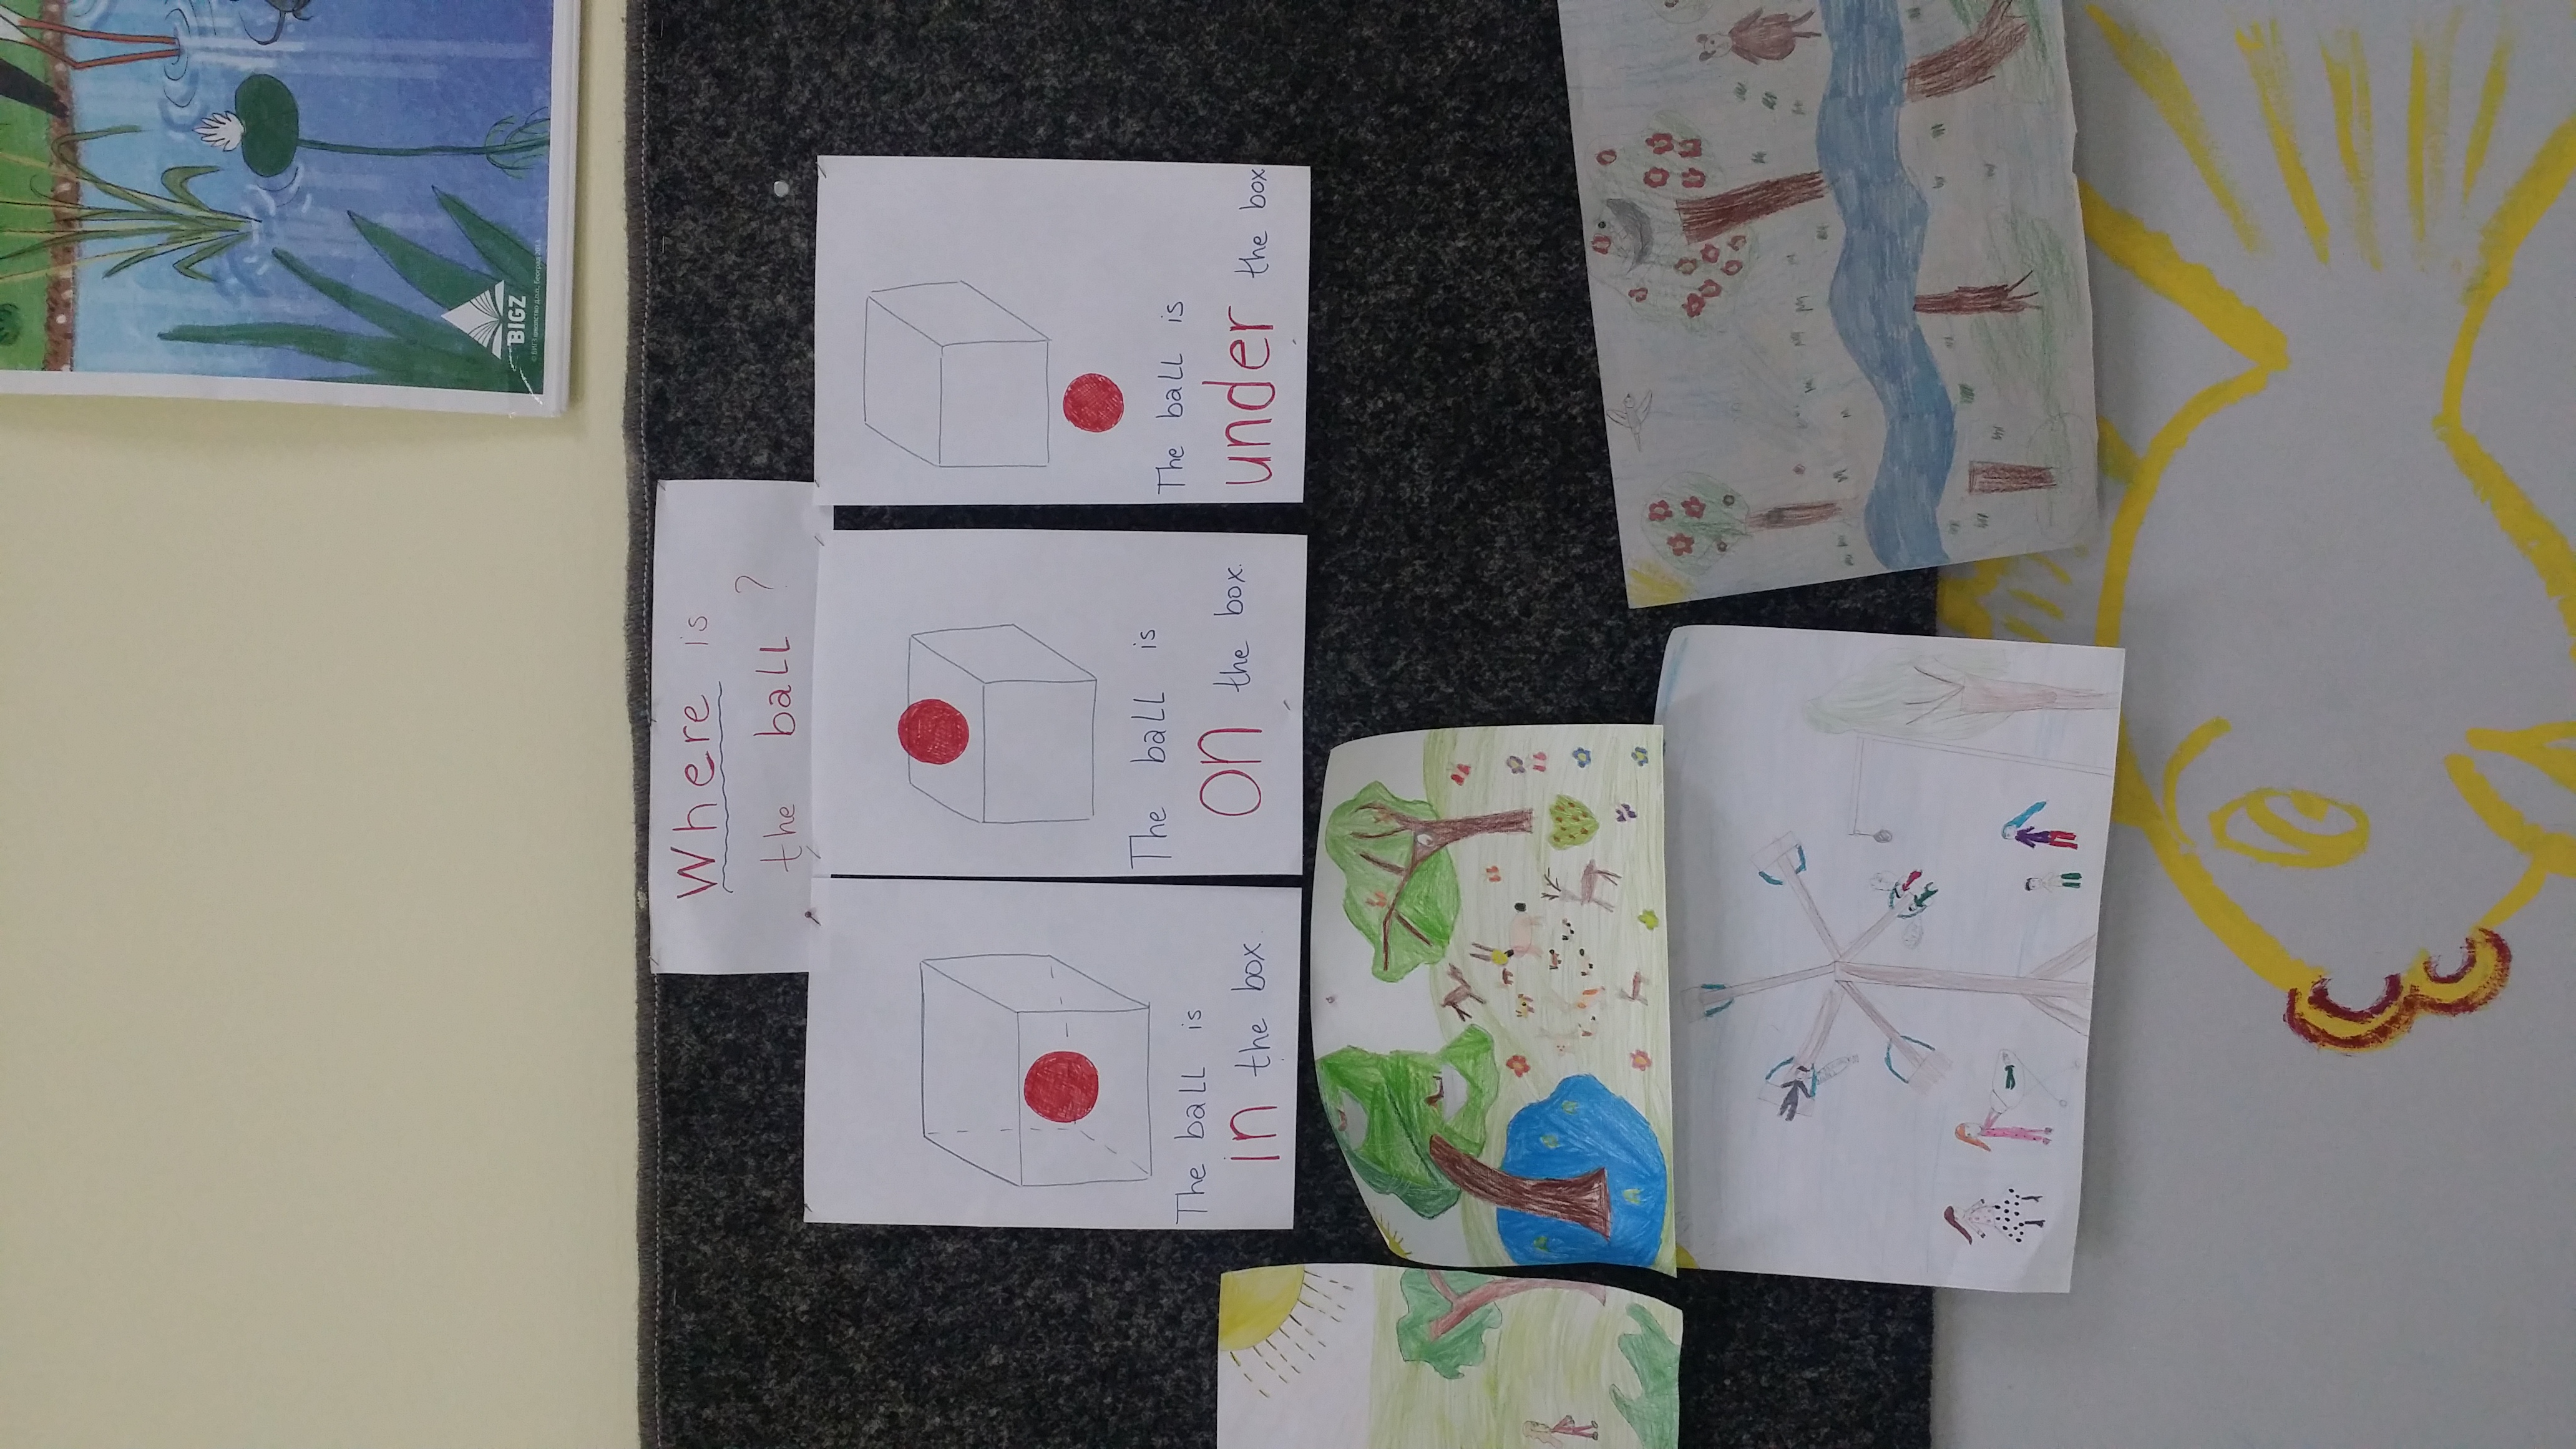 BIGZ
Where is
the ball ?
The ball is
in the box.
The ball is
on the box.
The ball is
under the box